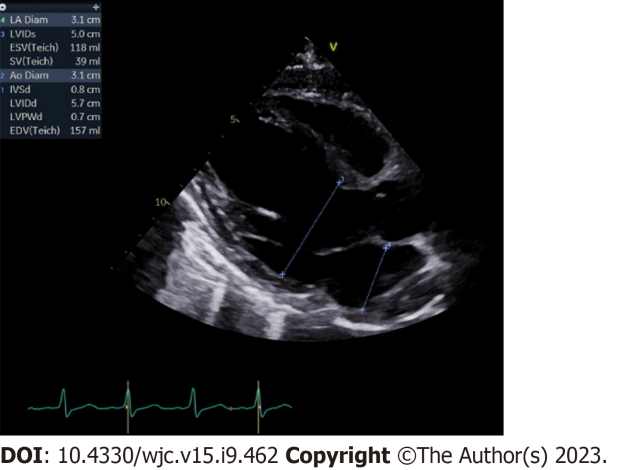 4 LA Diam 3.1 cm
3 LVIDs 5.0 cm
ESV(Teich) 118 ml
SV(Teich) 39 ml
2 Ao Diam 3.1 cm
1 IVSd 0.8 cm
LVIDd 5.7 cm
LVPWd 0.7 cm
EDV(Teich) 157 ml
V
5
10
3
4
DOI: 10.4330/wjc.v15.i9.462 Copyright ©The Author(s) 2023.